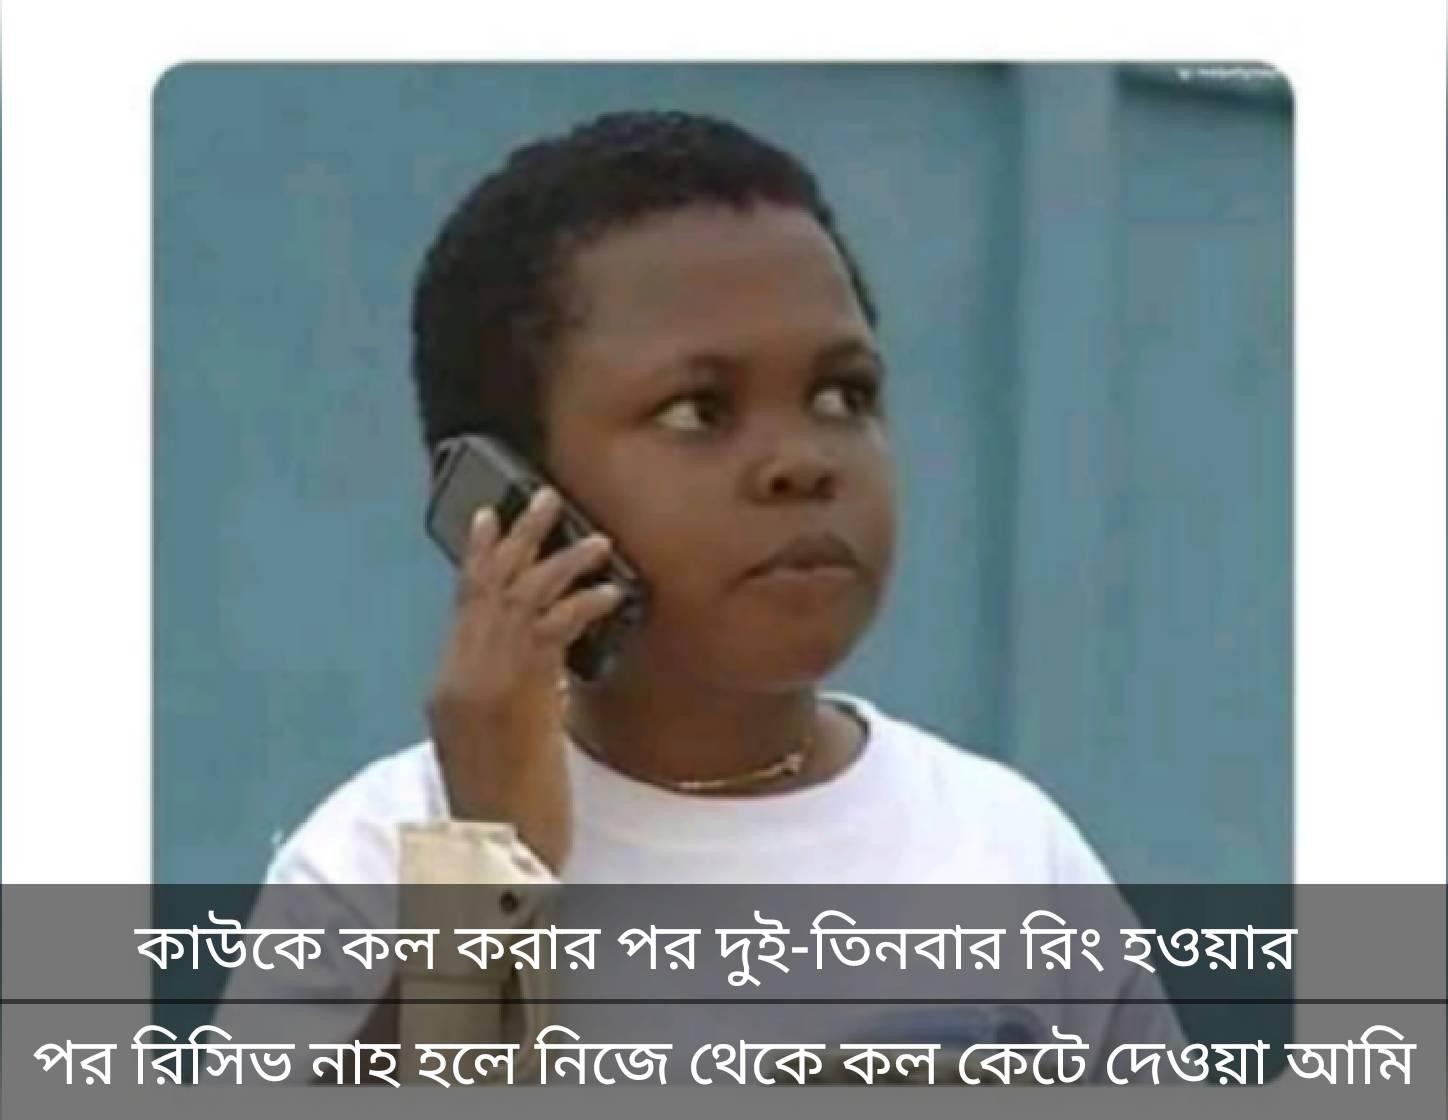 কাউকে কল করার পর দুই-তিনবার রিং হওয়ার
পর রিসিভ নাহ হলে নিজে থেকে কল কেটে দেওয়া আমি